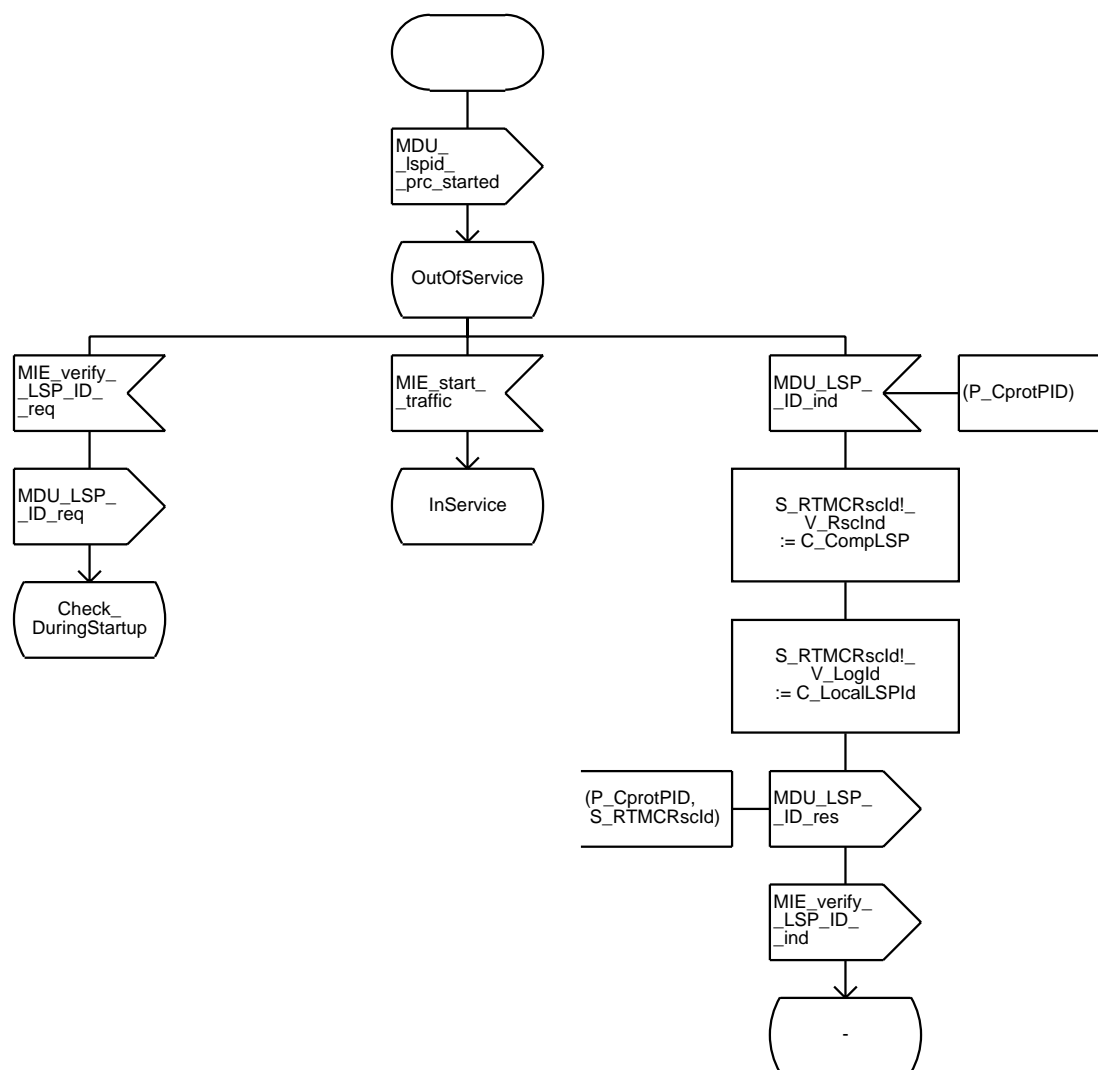 MDU_
_lspid_
_prc_started
OutOfService
MIE_verify_
_LSP_ID_
_req
MIE_start_
_traffic
MDU_LSP_
_ID_ind
(P_CprotPID)
MDU_LSP_
_ID_req
InService
S_RTMCRscId!_
V_RscInd
:= C_CompLSP
Check_
DuringStartup
S_RTMCRscId!_
V_LogId
:= C_LocalLSPId
(P_CprotPID,
S_RTMCRscId)
MDU_LSP_
_ID_res
MIE_verify_
_LSP_ID_
_ind
-